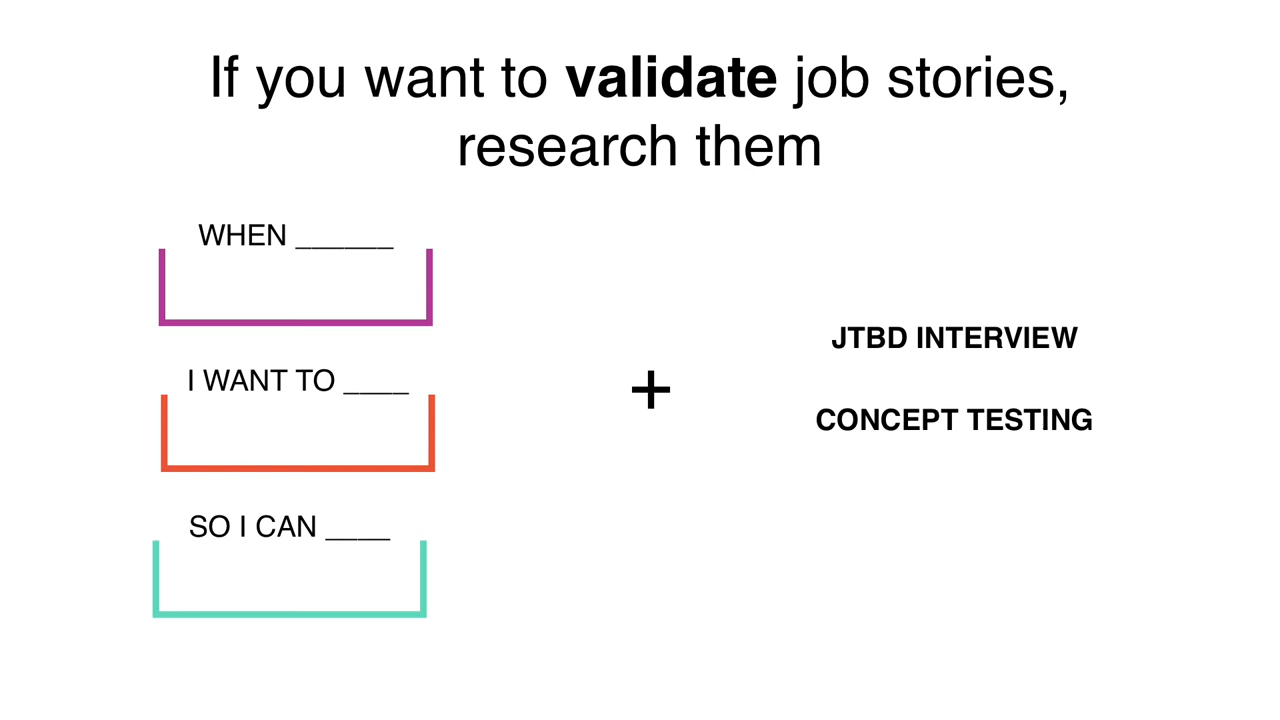 If you want to validate job stories,
research them
WHEN ______
I WANT TO ____
SO I CAN ____
+
JTBD INTERVIEW
CONCEPT TESTING